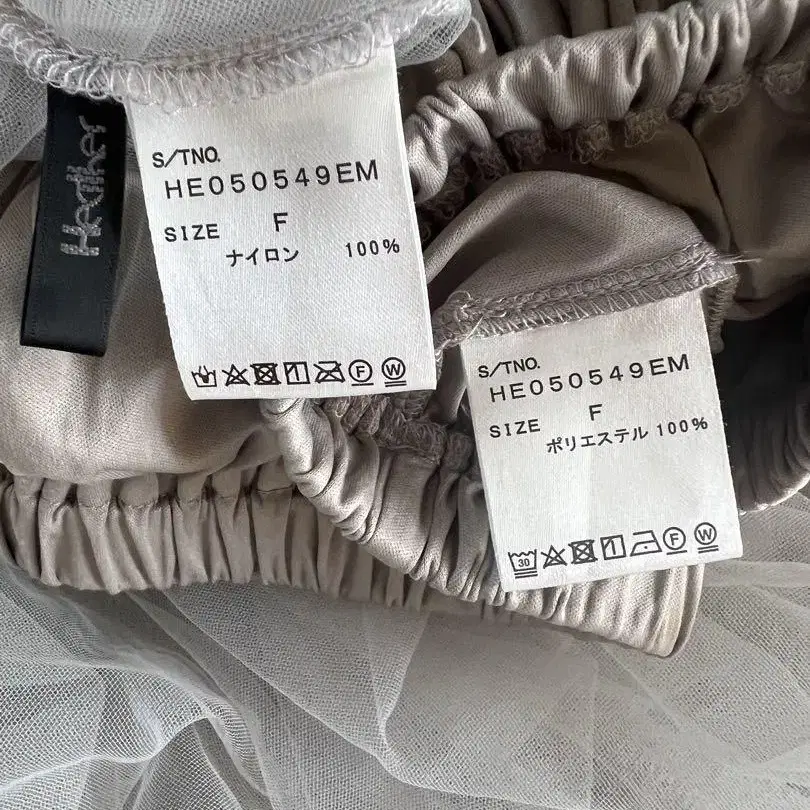 Heather
S/TNO.
HE050549EM
SIZE F
ナイロン 100%
F W
S/TNO.
HE050549EM
SIZE F
ポリエステル 100%
30 F W